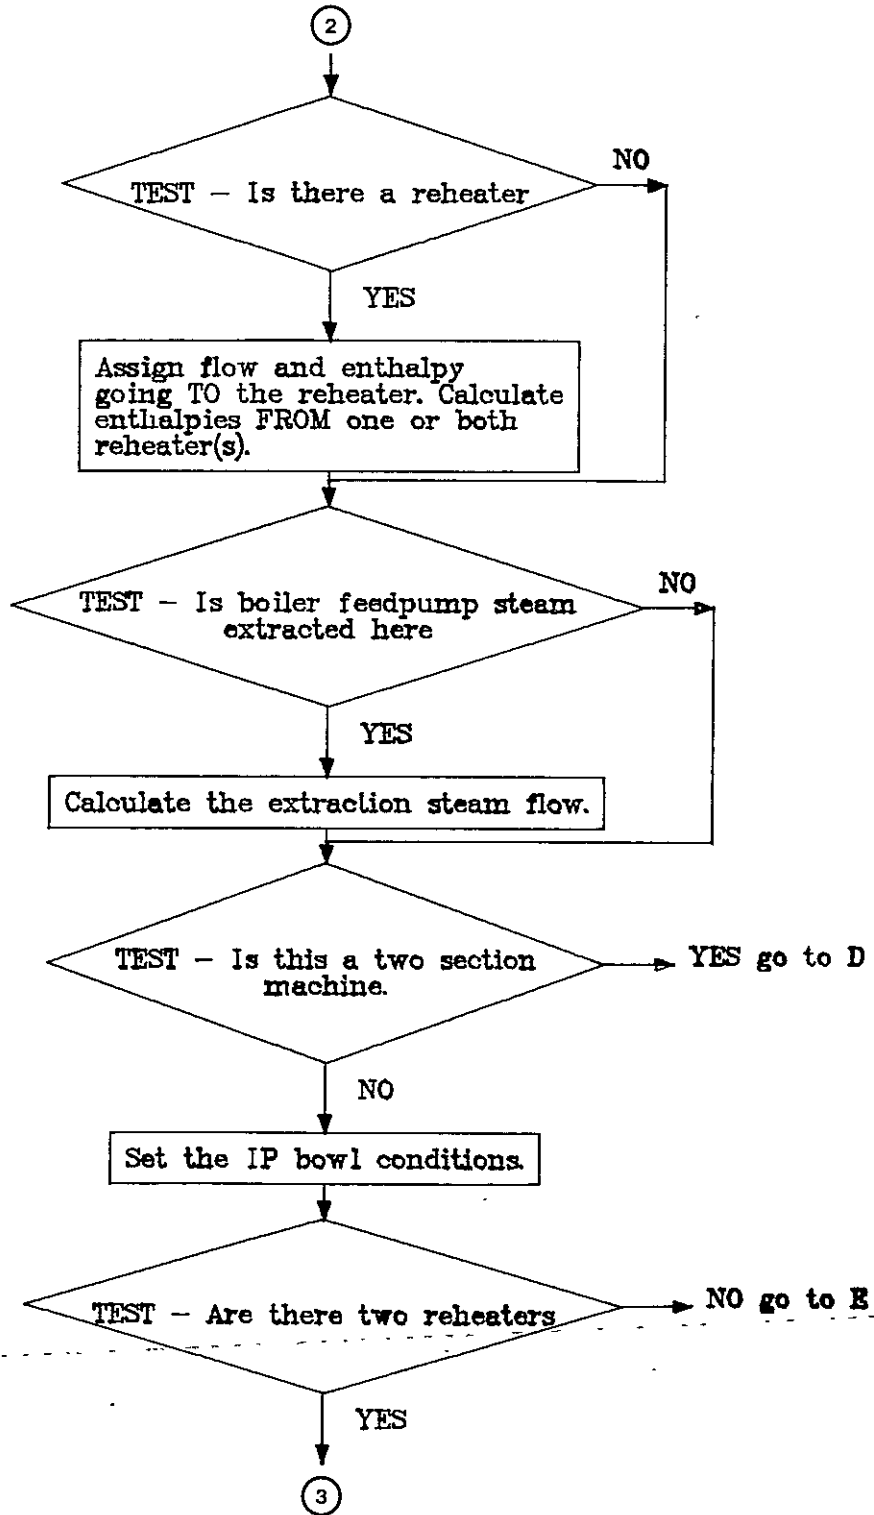 2
TEST – Is there a reheater
NO
YES
Assign flow and enthalpy
going TO the reheater. Calculate
enthalpies FROM one or both
reheater(s).
TEST – Is boiler feedpump steam
extracted here
NO
YES
Calculate the extraction steam flow.
TEST – Is this a two section
machine.
YES go to D
NO
Set the IP bowl conditions.
TEST – Are there two reheaters
NO go to E
YES
3